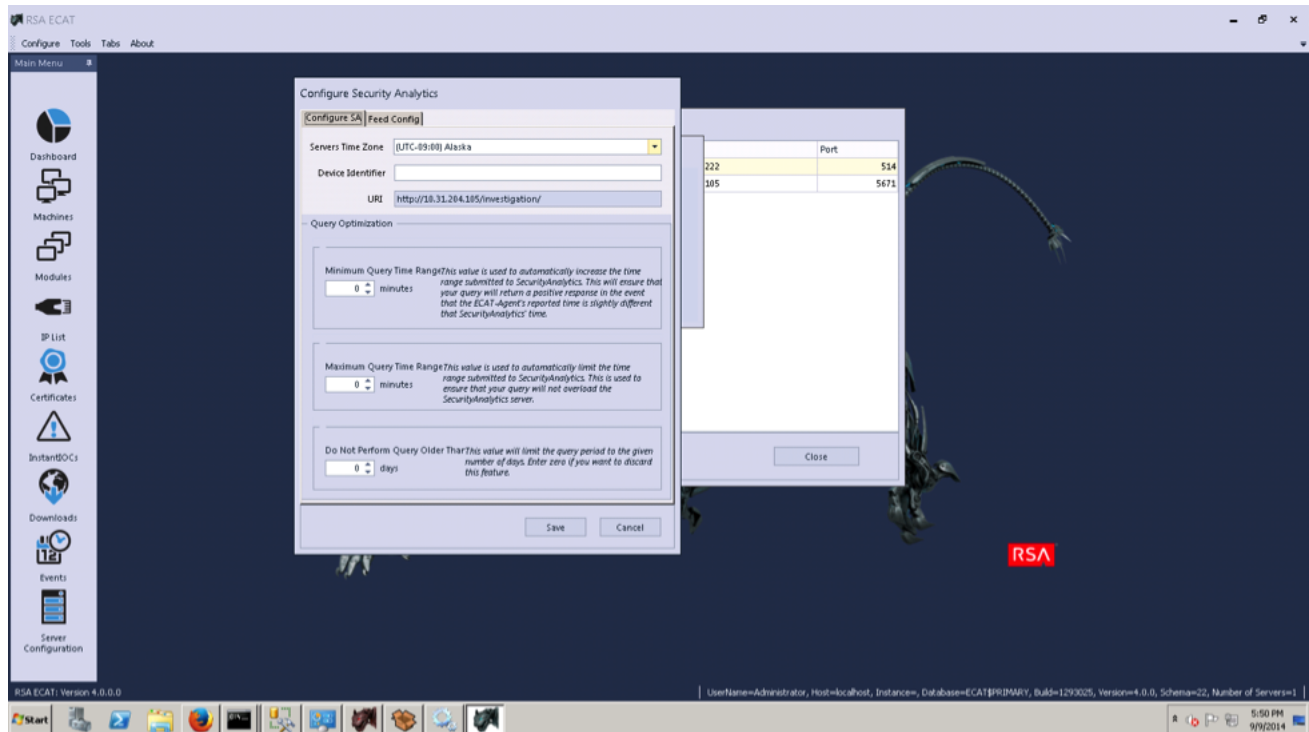 RSA ECAT
Configure Tools Tabs About
Main Menu
Dashboard
Machines
Modules
IP List
Certificates
InstantIOCs
Downloads
Events
Server
Configuration
Configure Security Analytics
Configure SA Feed Config
Servers Time Zone (UTC-09:00) Alaska
Device Identifier
URI http://10.31.204.105/investigation/
Query Optimization
Minimum Query Time Range
0 minutes
This value is used to automatically increase the time
range submitted to SecurityAnalytics. This will ensure that
your query will return a positive response in the event
that the ECAT-Agent's reported time is slightly different
that SecurityAnalytics' time.
Maximum Query Time Range
0 minutes
This value is used to automatically limit the time
range submitted to SecurityAnalytics. This is used to
ensure that your query will not overload the
SecurityAnalytics server.
Do Not Perform Query Older Than
0 days
This value will limit the query period to the given
number of days. Enter zero if you want to discard
this feature.
Save Cancel
Port
222 514
105 5671
Close
RSA
RSA ECAT: Version 4.0.0.0
UserName=Administrator, Host=localhost, Instance=, Database=ECAT$PRIMARY, Build=1293025, Version=4.0.0, Schema=22, Number of Servers=1
Start
5:50 PM
9/9/2014